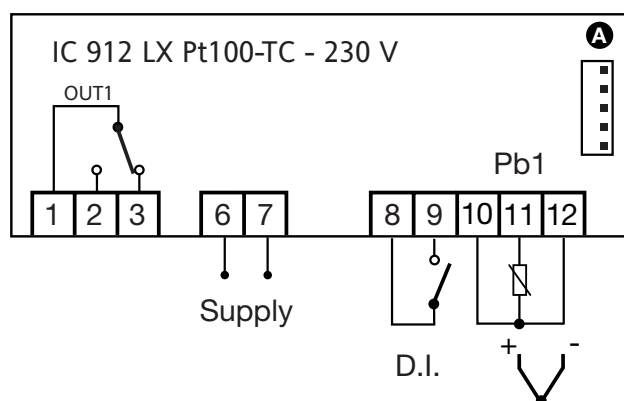 IC 912 LX Pt100-TC - 230 V
A
OUT1
Pb1
1 2 3 6 7 8 9 10 11 12
Supply
D.I.
+ -